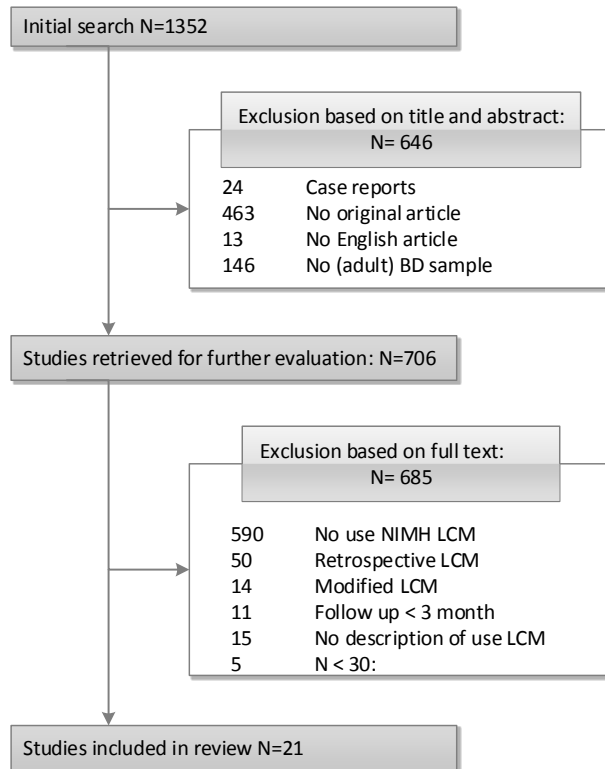 Initial search N=1352
Exclusion based on title and abstract:
N= 646
24 Case reports
463 No original article
13 No English article
146 No (adult) BD sample
Studies retrieved for further evaluation: N=706
Exclusion based on full text:
N= 685
590 No use NIMH LCM
50 Retrospective LCM
14 Modified LCM
11 Follow up < 3 month
15 No description of use LCM
5 N < 30:
Studies included in review N=21